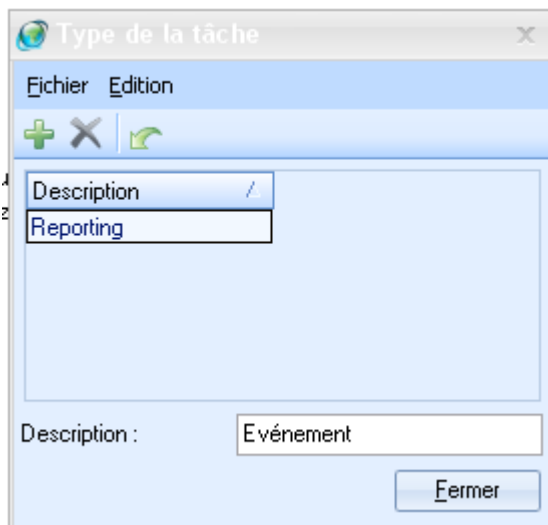 Type de la tâche
Fichier Edition
Description
Reporting
Description : Evénement
Fermer